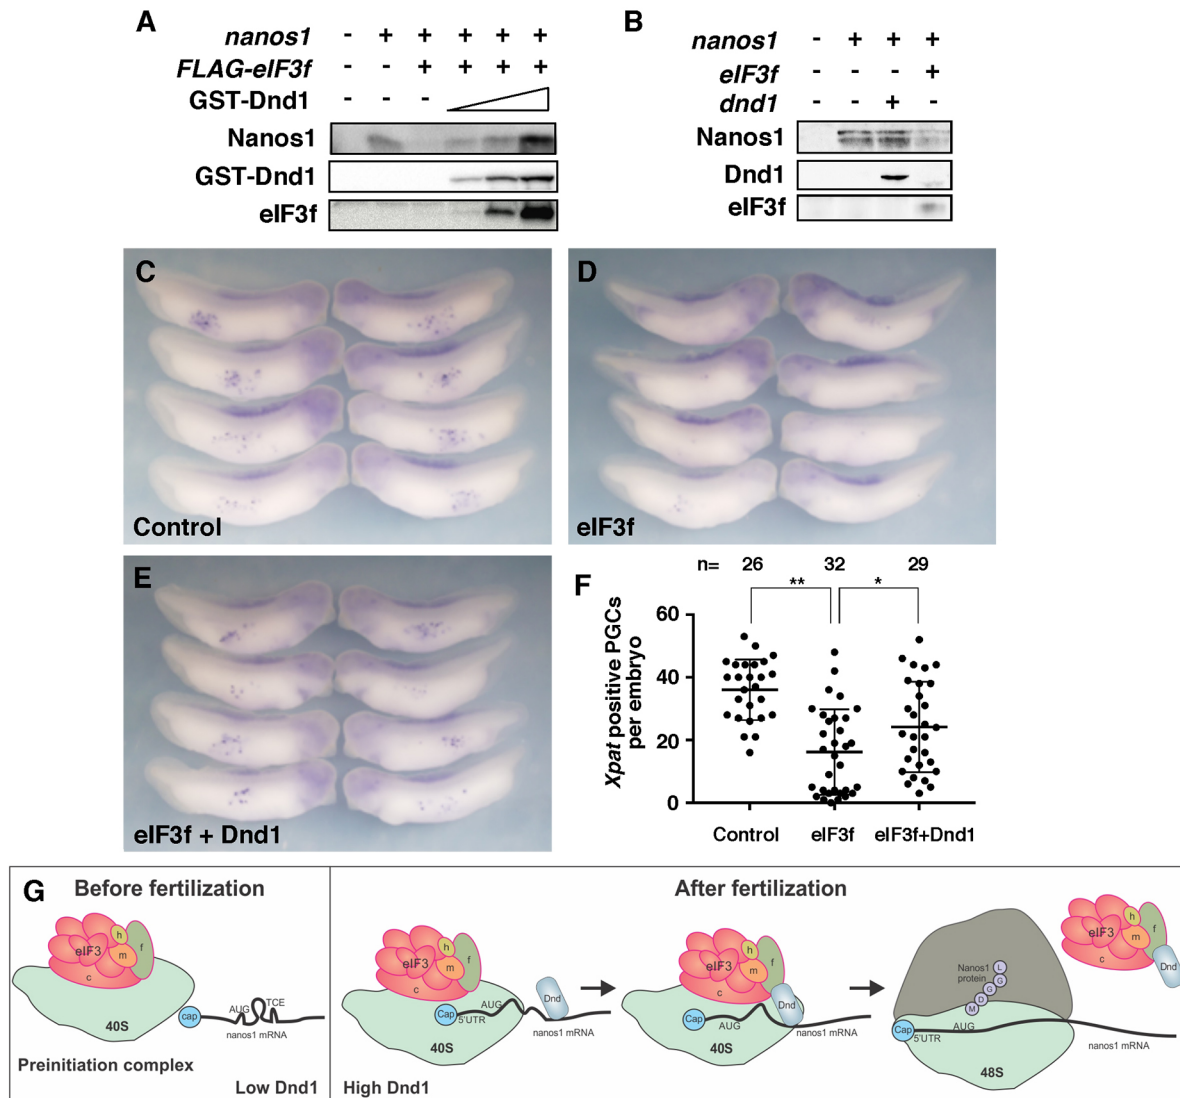 A
nanos1 - + + + + +
FLAG-eIF3f - - + + + +
GST-Dnd1 - - -
Nanos1
GST-Dnd1
eIF3f
B
nanos1 - + + +
eIF3f - - - +
dnd1 - - + -
Nanos1
Dnd1
eIF3f
C
Control
D
eIF3f
E
eIF3f + Dnd1
F
n= 26 32 29
** *
Xpat positive PGCs
per embryo
60
40
20
0
Control eIF3f eIF3f+Dnd1
G
Before fertilization
eIF3 h f m c
40S
cap
AUG TCE
nanos1 mRNA
Preinitiation complex
Low Dnd1
After fertilization
eIF3 h f m c
Cap
5'UTR
AUG
Dnd
nanos1 mRNA
40S
High Dnd1
eIF3 h f m c
Cap
AUG
Dnd
nanos1 mRNA
40S
Nanos1
protein
L
G
G
D
M
Cap
5'UTR
AUG
nanos1 mRNA
48S
eIF3 h f m c
Dnd